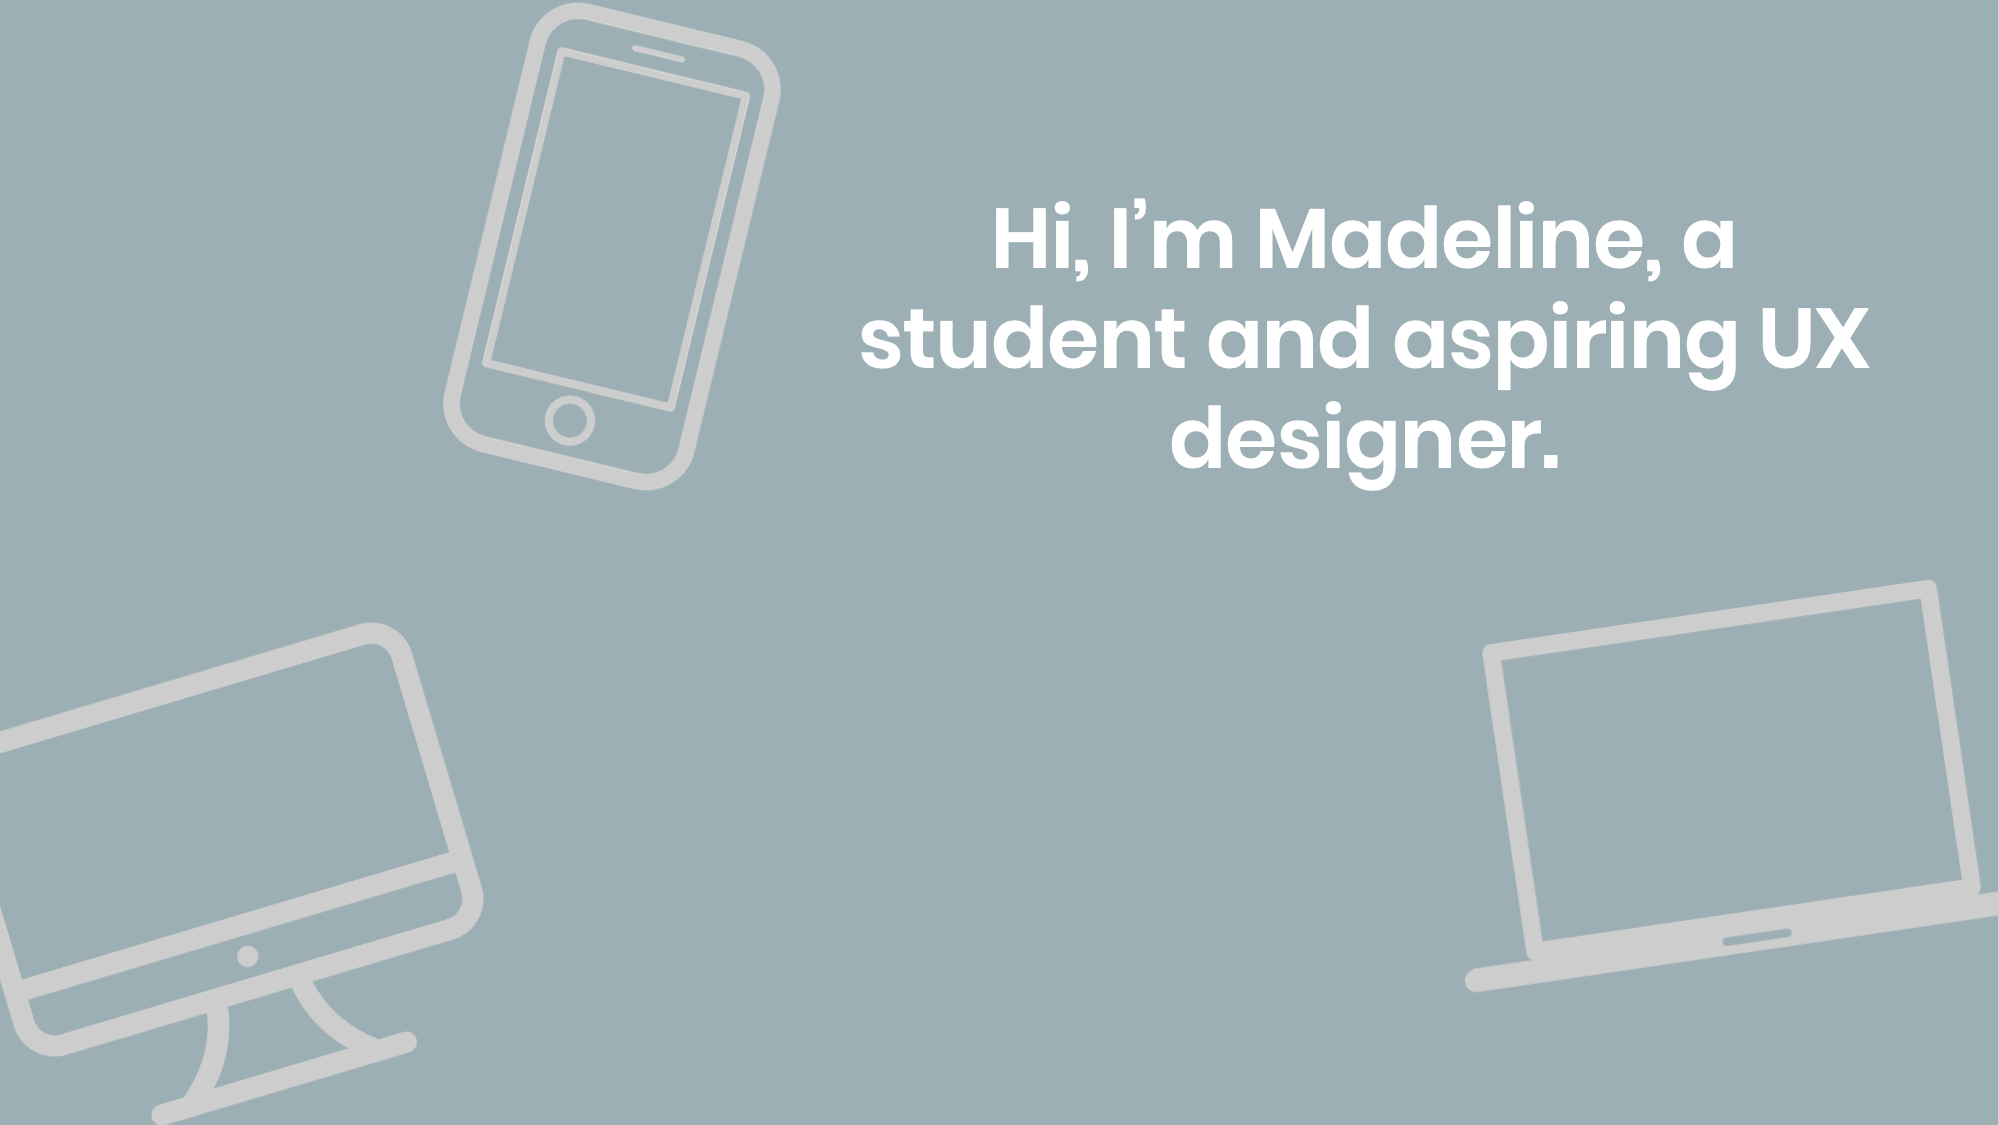 Hi, I’m Madeline, a
student and aspiring UX
designer.